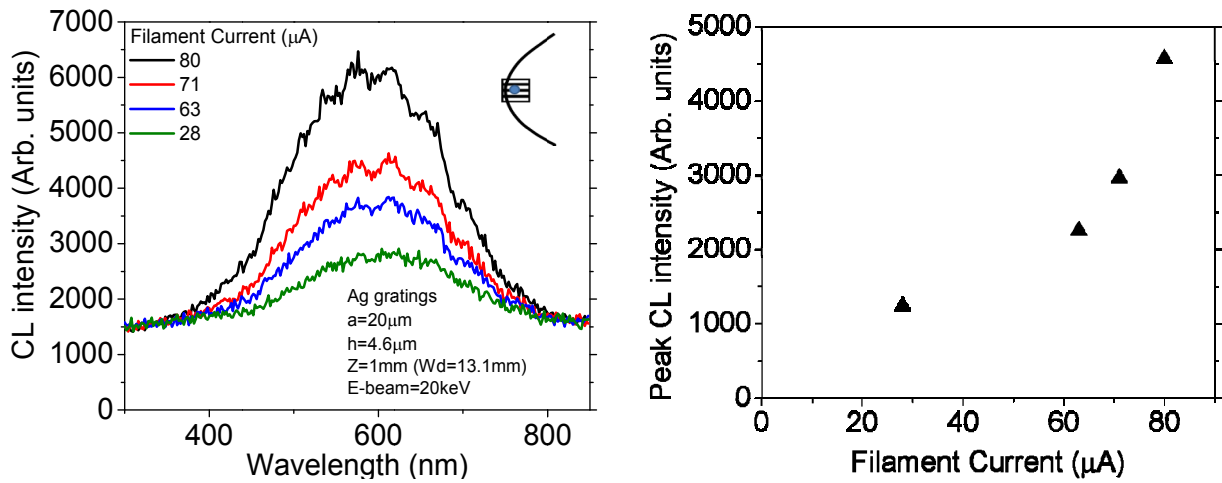 7000
6000
5000
4000
3000
2000
1000
0
CL intensity (Arb. units)
Filament Current (μA)
80
71
63
28
Ag gratings
a=20μm
h=4.6μm
Z=1mm (Wd=13.1mm)
E-beam=20keV
400
600
800
Wavelength (nm)
5000
4000
3000
2000
1000
0
Peak CL intensity (Arb. units)
0
20
40
60
80
Filament Current (μA)